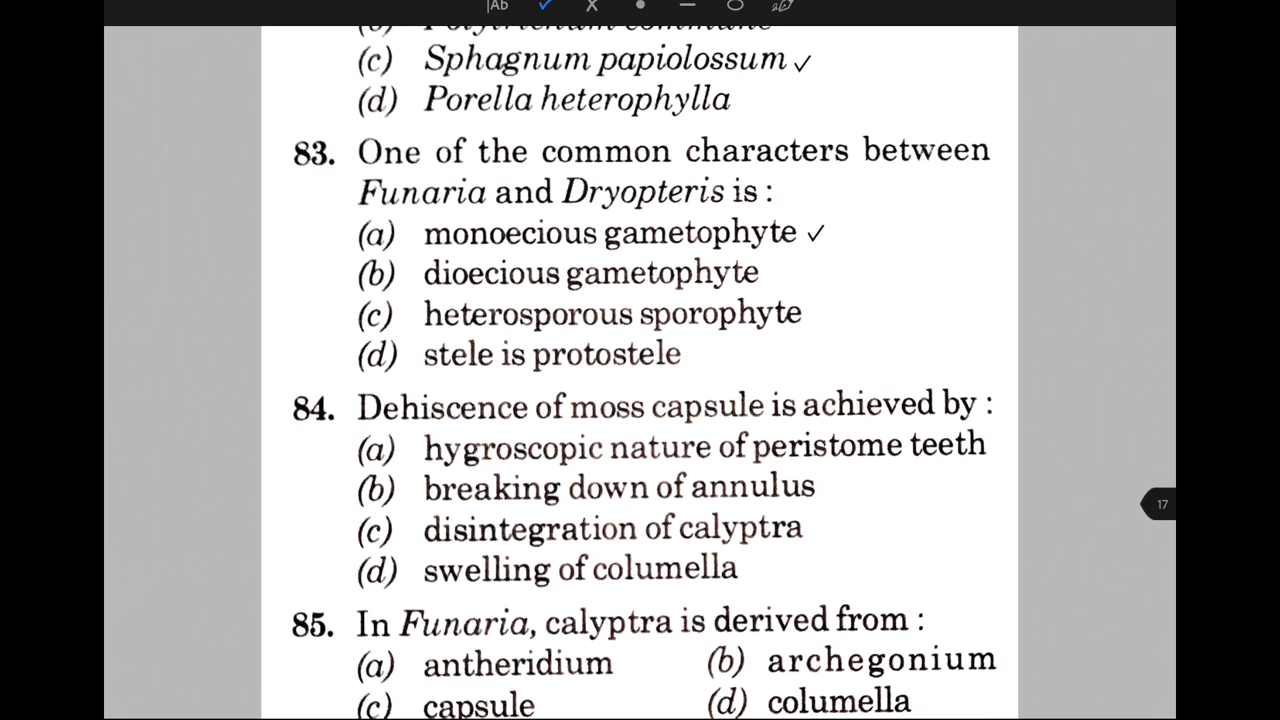 |Ab
(c) Sphagnum papiolossum ✓
(d) Porella heterophylla
83. One of the common characters between
Funaria and Dryopteris is :
(a) monoecious gametophyte ✓
(b) dioecious gametophyte
(c) heterosporous sporophyte
(d) stele is protostele
84. Dehiscence of moss capsule is achieved by :
(a) hygroscopic nature of peristome teeth
(b) breaking down of annulus
(c) disintegration of calyptra
(d) swelling of columella
17
85. In Funaria, calyptra is derived from :
(a) antheridium (b) archegonium
(c) capsule (d) columella